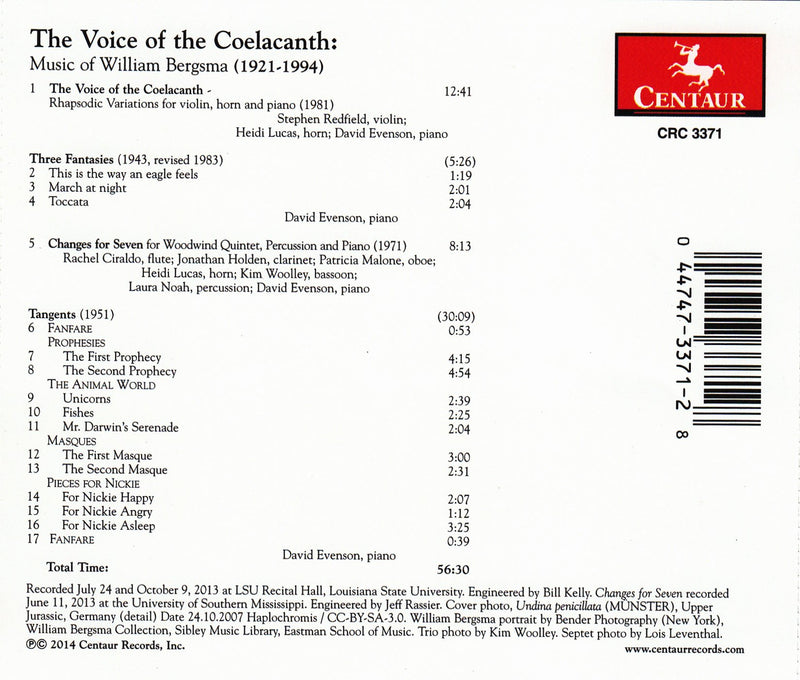 The Voice of the Coelacanth:
Music of William Bergsma (1921-1994)
1 The Voice of the Coelacanth - 12:41
Rhapsodic Variations for violin, horn and piano (1981)
Stephen Redfield, violin;
Heidi Lucas, horn; David Evenson, piano
Three Fantasies (1943, revised 1983) (5:26)
2 This is the way an eagle feels 1:19
3 March at night 2:01
4 Toccata 2:04
David Evenson, piano
5 Changes for Seven for Woodwind Quintet, Percussion and Piano (1971) 8:13
Rachel Ciraldo, flute; Jonathan Holden, clarinet; Patricia Malone, oboe;
Heidi Lucas, horn; Kim Woolley, bassoon;
Laura Noah, percussion; David Evenson, piano
Tangents (1951) (30:09)
6 FANFARE 0:53
PROPHESIES
7 The First Prophecy 4:15
8 The Second Prophecy 4:54
THE ANIMAL WORLD
9 Unicorns 2:39
10 Fishes 2:25
11 Mr. Darwin's Serenade 2:04
MASQUES
12 The First Masque 3:00
13 The Second Masque 2:31
PIECES FOR NICKIE
14 For Nickie Happy 2:07
15 For Nickie Angry 1:12
16 For Nickie Asleep 3:25
17 FANFARE 0:39
David Evenson, piano
Total Time: 56:30
CENTAUR
CRC 3371
0 44747-3371-2 8
Recorded July 24 and October 9, 2013 at LSU Recital Hall, Louisiana State University. Engineered by Bill Kelly. Changes for Seven recorded
June 11, 2013 at the University of Southern Mississippi. Engineered by Jeff Rassier. Cover photo, Undina penicillata (MUNSTER), Upper
Jurassic, Germany (detail) Date 24.10.2007 Haplochromis / CC-BY-SA-3.0. William Bergsma portrait by Bender Photography (New York),
William Bergsma Collection, Sibley Music Library, Eastman School of Music. Trio photo by Kim Woolley. Septet photo by Lois Leventhal.
℗© 2014 Centaur Records, Inc. www.centaurrecords.com